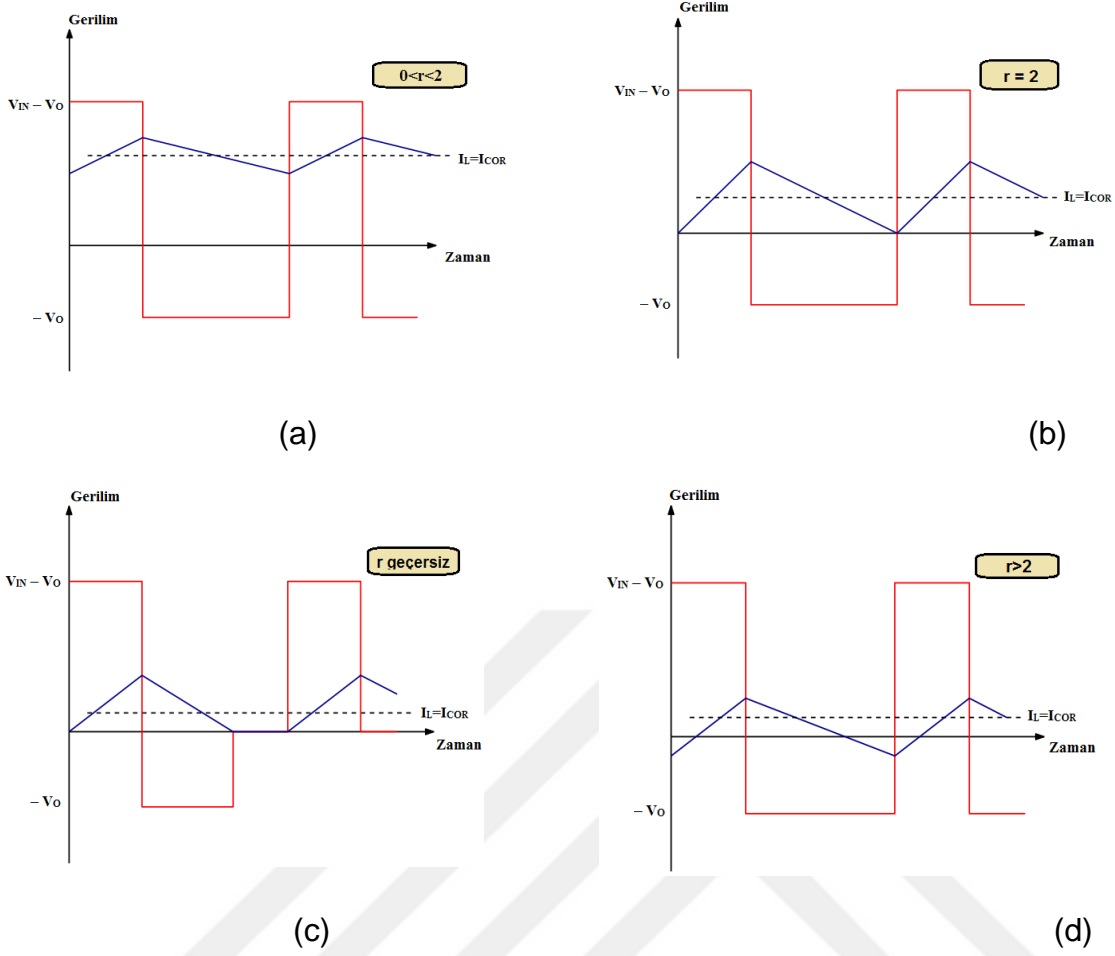 Gerilim
0<r<2
VIN – VO
IL=ICOR
Zaman
– VO
(a)
Gerilim
r = 2
VIN – VO
IL=ICOR
Zaman
– VO
(b)
Gerilim
r geçersiz
VIN – VO
IL=ICOR
Zaman
– VO
(c)
Gerilim
r>2
VIN – VO
IL=ICOR
Zaman
– VO
(d)